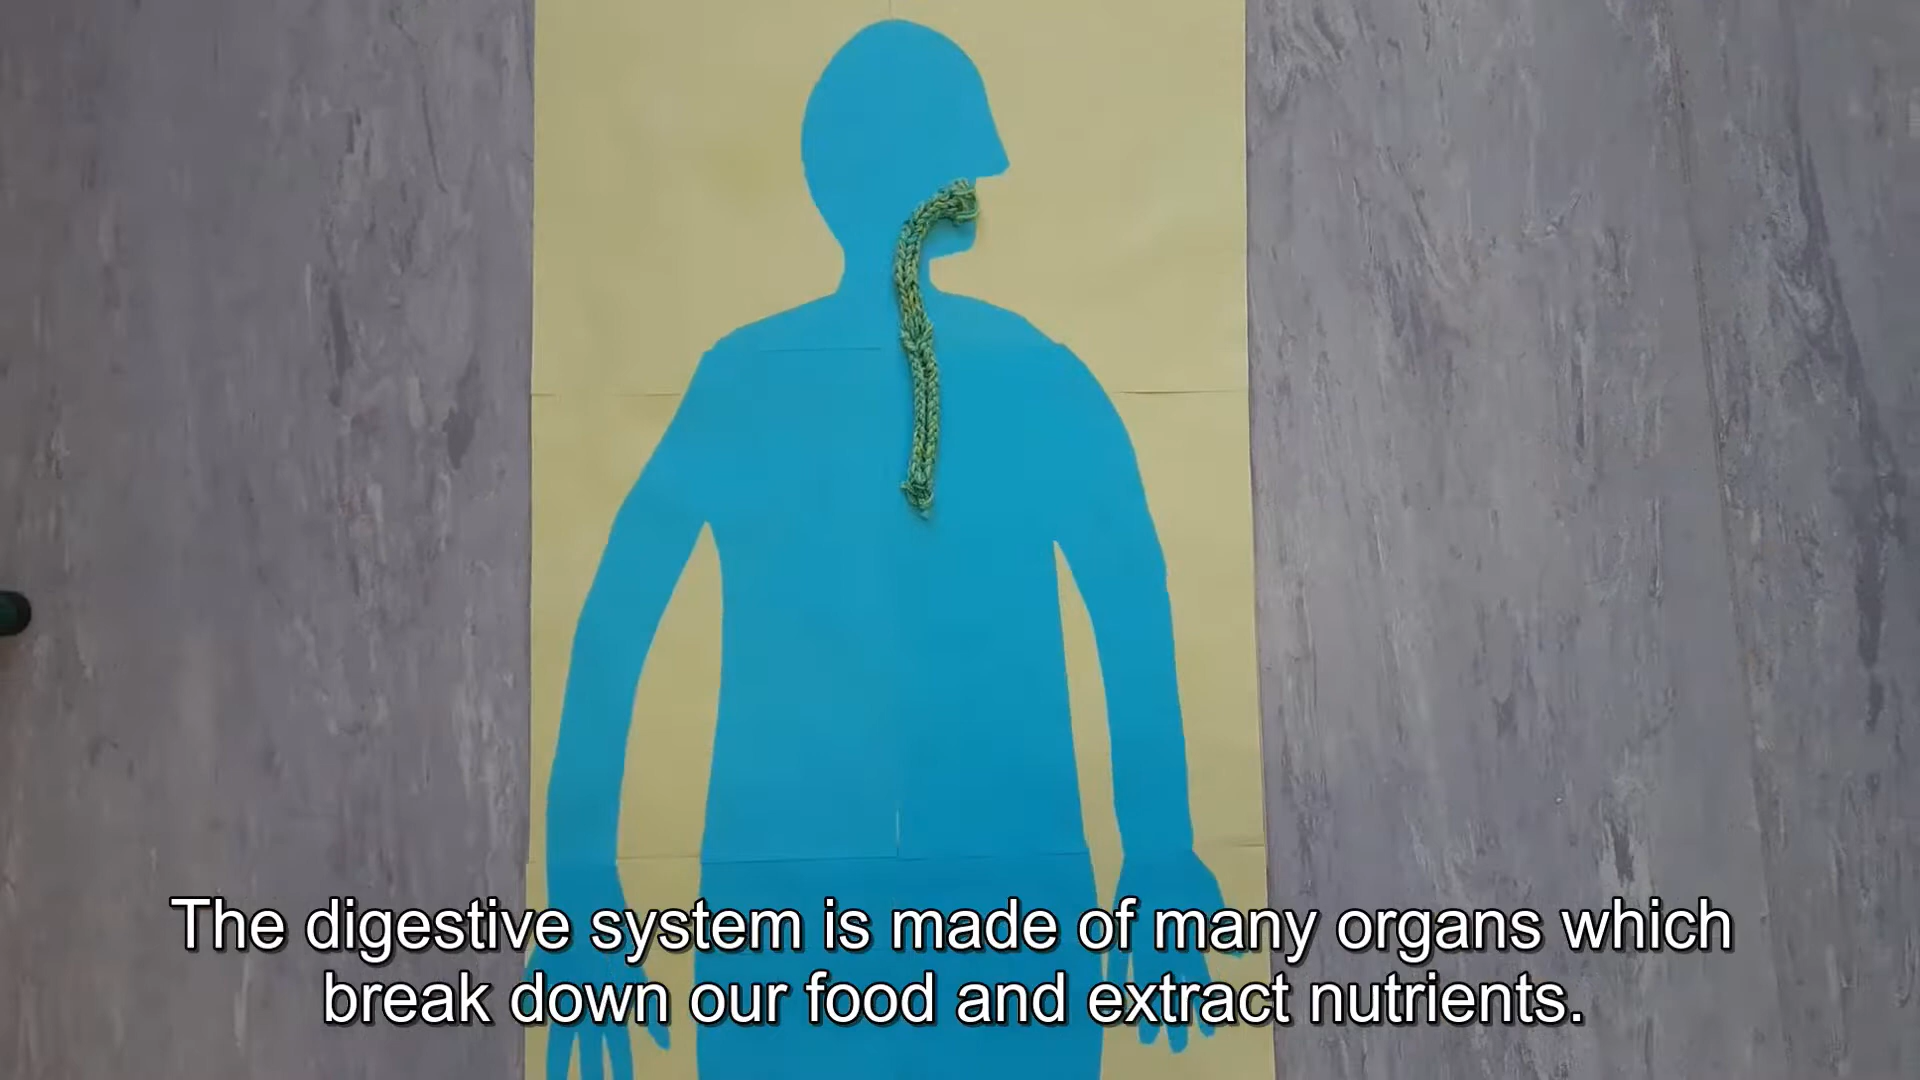 The digestive system is made of many organs which
break down our food and extract nutrients.